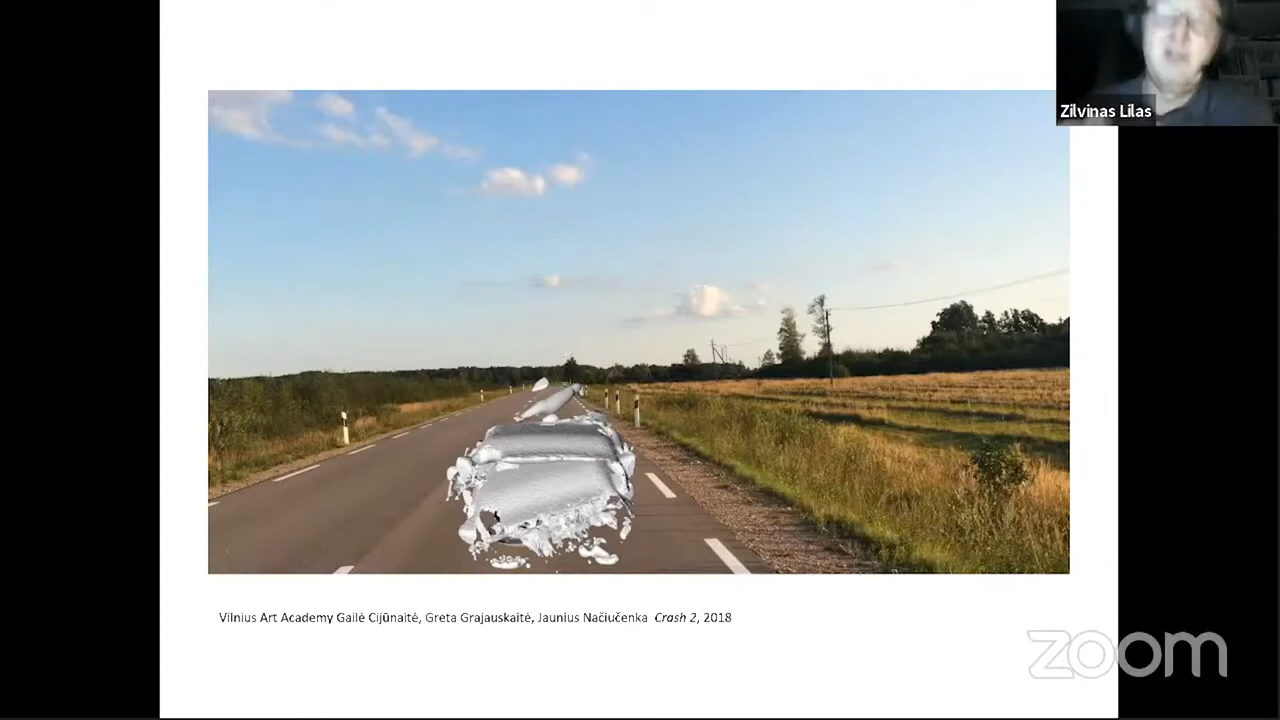 Zilvinas Lilas
Vilnius Art Academy Gailė Cijūnaitė, Greta Grajauskaitė, Jaunius Načiučenka Crash 2, 2018
zoom